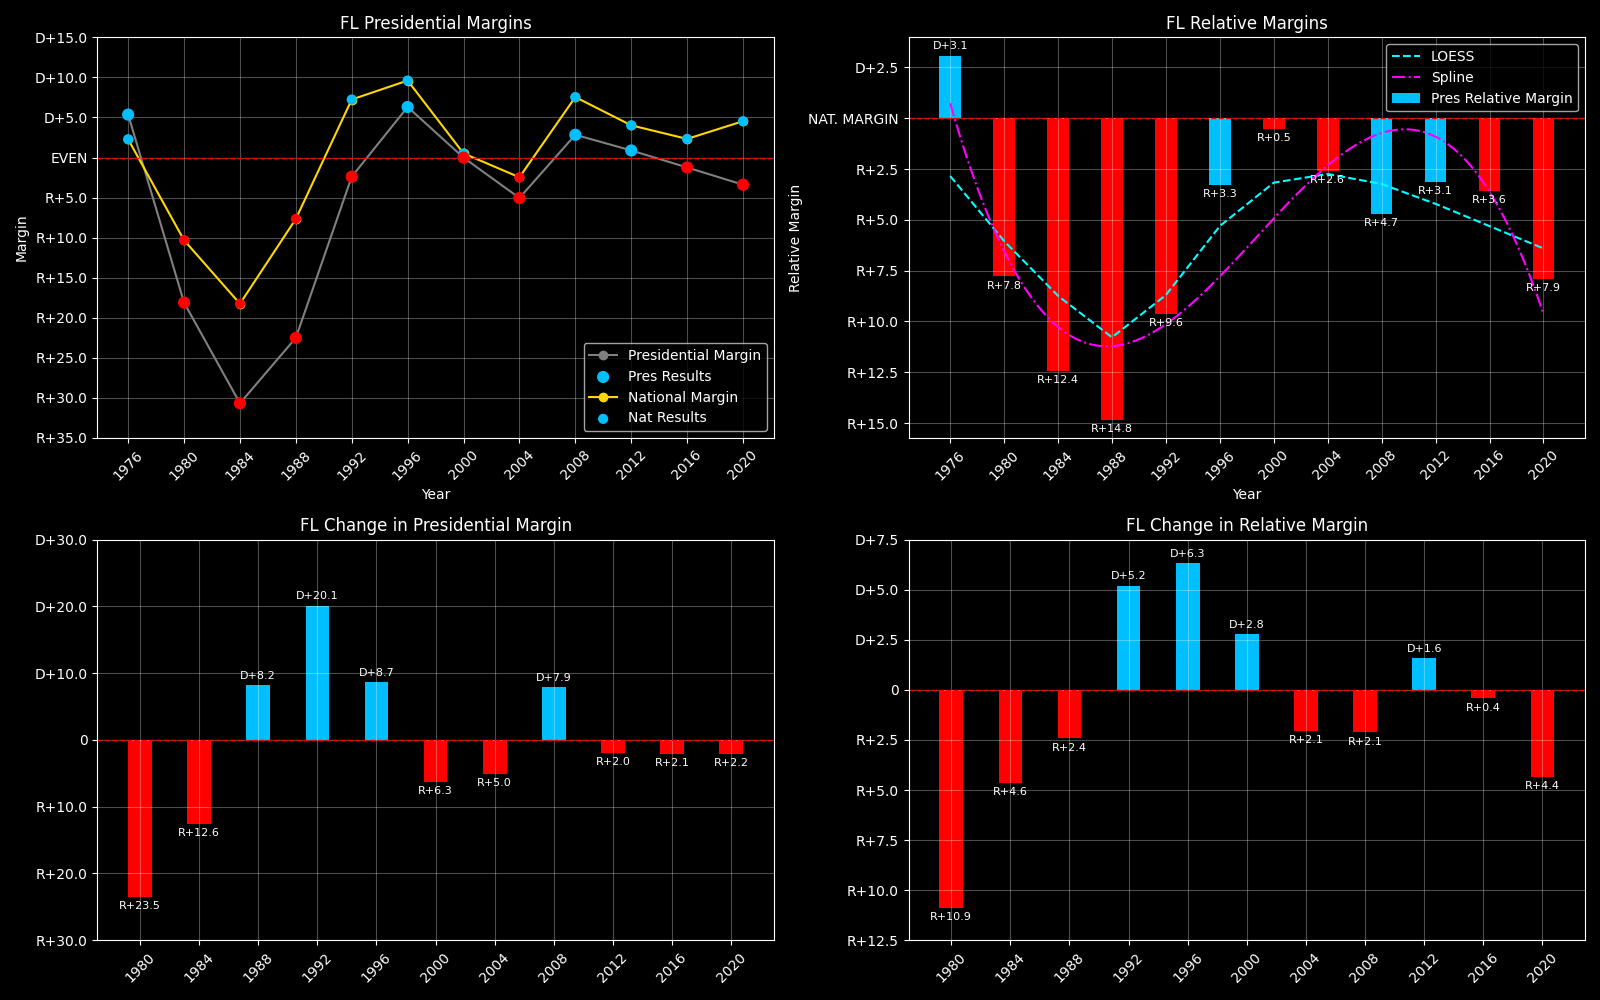 FL Presidential Margins
D+15.0
D+10.0
D+5.0
EVEN
R+5.0
R+10.0
R+15.0
R+20.0
R+25.0
R+30.0
R+35.0
Margin
Presidential Margin
Pres Results
National Margin
Nat Results
1976 1980 1984 1988 1992 1996 2000 2004 2008 2012 2016 2020
Year
FL Relative Margins
D+2.5
NAT. MARGIN
R+2.5
R+5.0
R+7.5
R+10.0
R+12.5
R+15.0
Relative Margin
LOESS
Spline
Pres Relative Margin
D+3.1
R+7.8
R+12.4
R+14.8
R+9.6
R+3.3
R+0.5
R+2.6
R+4.7
R+3.1
R+3.6
R+7.9
1976 1980 1984 1988 1992 1996 2000 2004 2008 2012 2016 2020
Year
FL Change in Presidential Margin
D+30.0
D+20.0
D+10.0
0
R+10.0
R+20.0
R+30.0
R+23.5
R+12.6
D+8.2
D+20.1
D+8.7
R+6.3
R+5.0
D+7.9
R+2.0
R+2.1
R+2.2
1980 1984 1988 1992 1996 2000 2004 2008 2012 2016 2020
FL Change in Relative Margin
D+7.5
D+5.0
D+2.5
0
R+2.5
R+5.0
R+7.5
R+10.0
R+12.5
R+10.9
R+4.6
R+2.4
D+5.2
D+6.3
D+2.8
R+2.1
R+2.1
D+1.6
R+0.4
R+4.4
1980 1984 1988 1992 1996 2000 2004 2008 2012 2016 2020